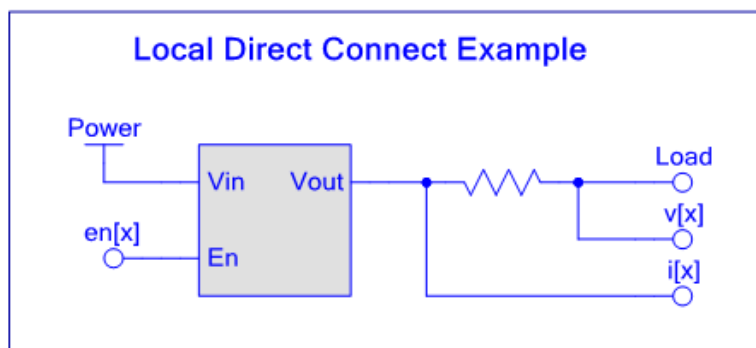 Local Direct Connect Example
Power
Load
Vin
Vout
v[x]
en[x]
En
i[x]